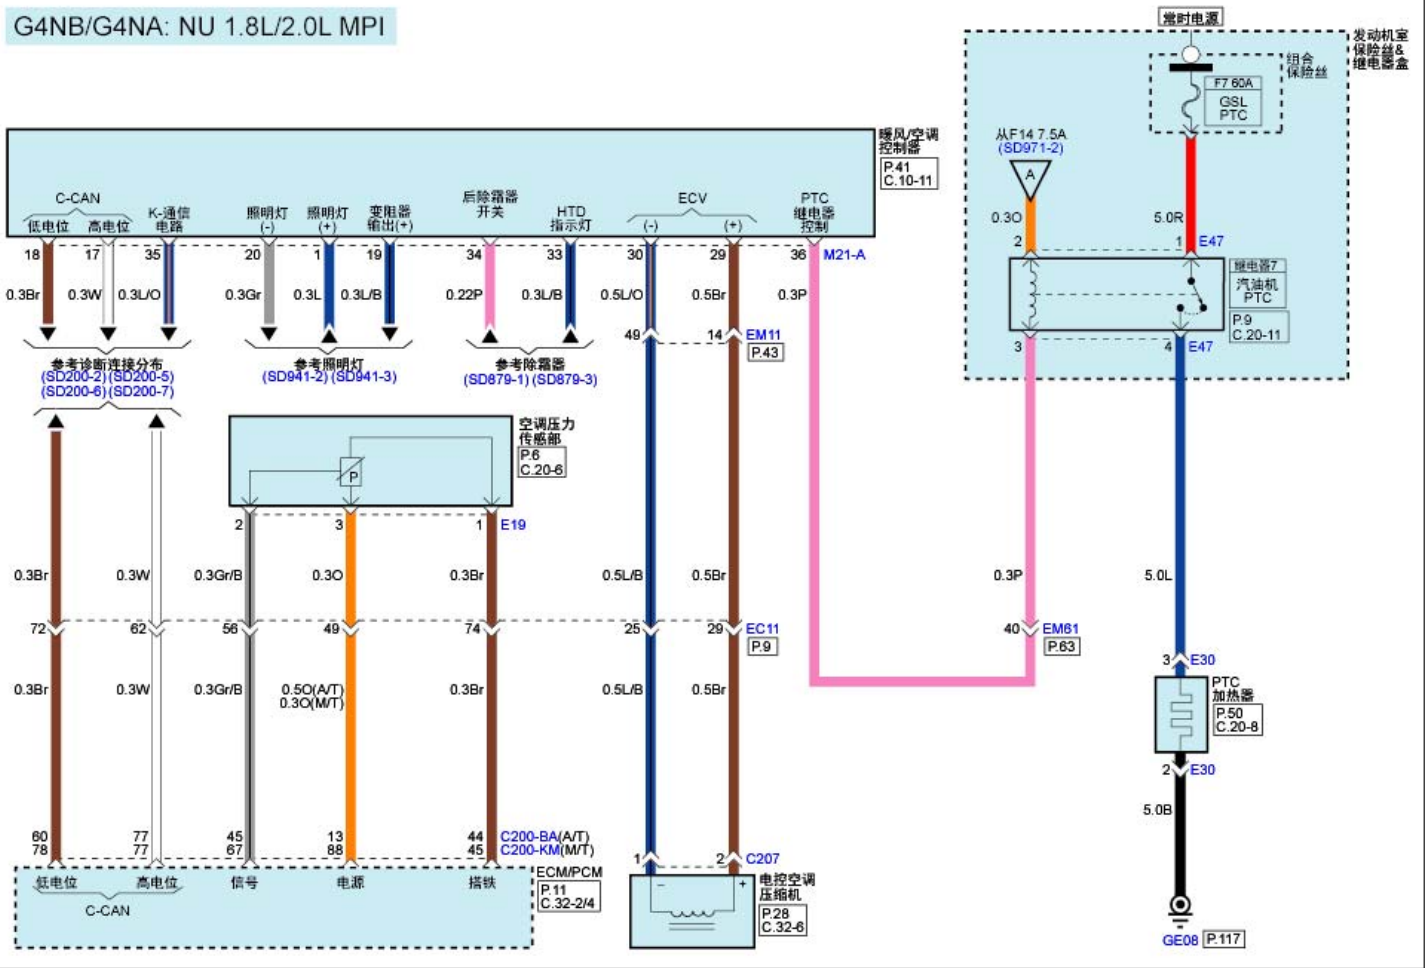 G4NB/G4NA: NU 1.8L/2.0L MPI
常时电源
发动机室
保险丝&
继电器盒
组合
保险丝
F7 60A
GSL
PTC
从F14 7.5A
(SD971-2)
A
0.3O
5.0R
2
1
E47
继电器7
汽油机
PTC
P.9
C.20-11
3
4
E47
暖风/空调
控制器
P.41
C.10-11
C-CAN
低电位
高电位
K-通信
电路
照明灯
(-)
照明灯
(+)
变阻器
输出(+)
后除霜器
开关
HTD
指示灯
ECV
(-)
(+)
PTC
继电器
控制
18
17
35
20
1
19
34
33
30
29
36
M21-A
0.3Br
0.3W
0.3L/O
0.3Gr
0.3L
0.3L/B
0.22P
0.3L/B
0.5L/O
0.5Br
0.3P
49
14
EM11
P.43
参考诊断连接分布
(SD200-2)(SD200-5)
(SD200-6)(SD200-7)
参考照明灯
(SD941-2)(SD941-3)
参考除霜器
(SD879-1)(SD879-3)
空调压力
传感部
P.6
C.20-6
P
2
3
1
E19
0.3Br
0.3W
0.3Gr/B
0.3O
0.3Br
0.5L/B
0.5Br
0.3P
5.0L
72
62
56
49
74
25
29
EC11
P.9
40
EM61
P.63
0.3Br
0.3W
0.3Gr/B
0.5O(A/T)
0.3O(M/T)
0.3Br
0.5L/B
0.5Br
3
E30
PTC
加热器
P.50
C.20-8
2
E30
5.0B
60
77
45
13
44
C200-BA(A/T)
78
77
67
88
45
C200-KM(M/T)
低电位
高电位
信号
电源
搭铁
C-CAN
ECM/PCM
P.11
C.32-2/4
1
2
C207
-
+
电控空调
压缩机
P.28
C.32-6
GE08
P.117